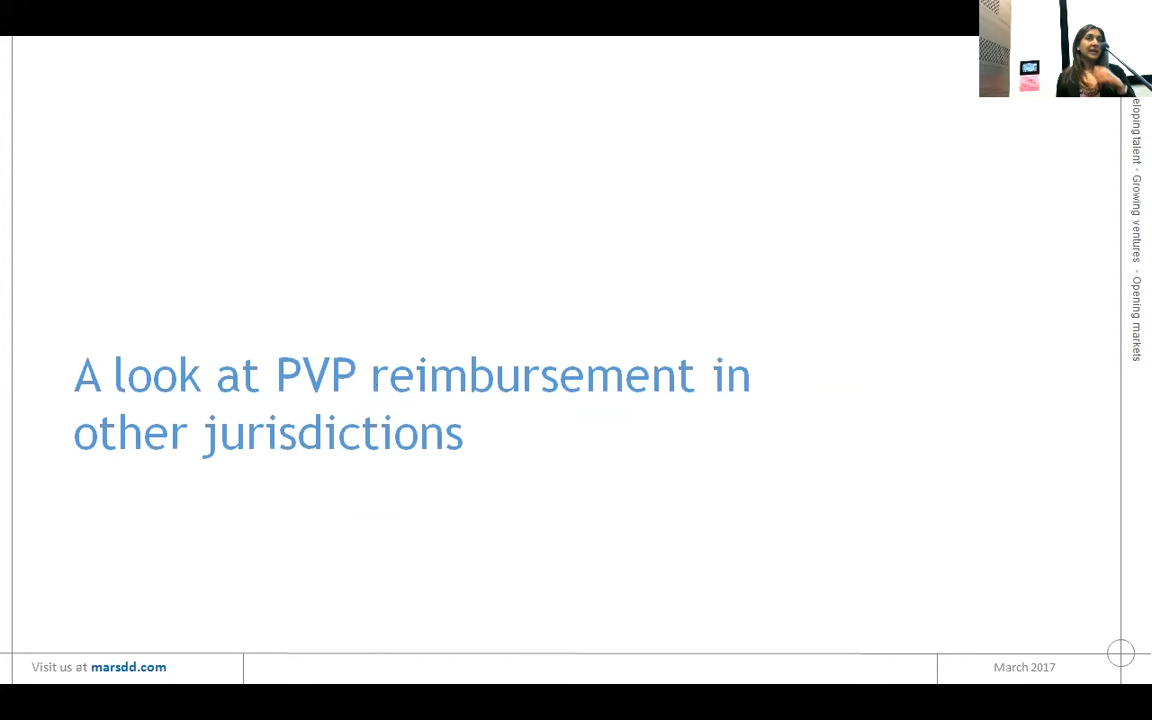 A look at PVP reimbursement in
other jurisdictions
talent • Growing ventures • Opening markets
Visit us at marsdd.com
March 2017